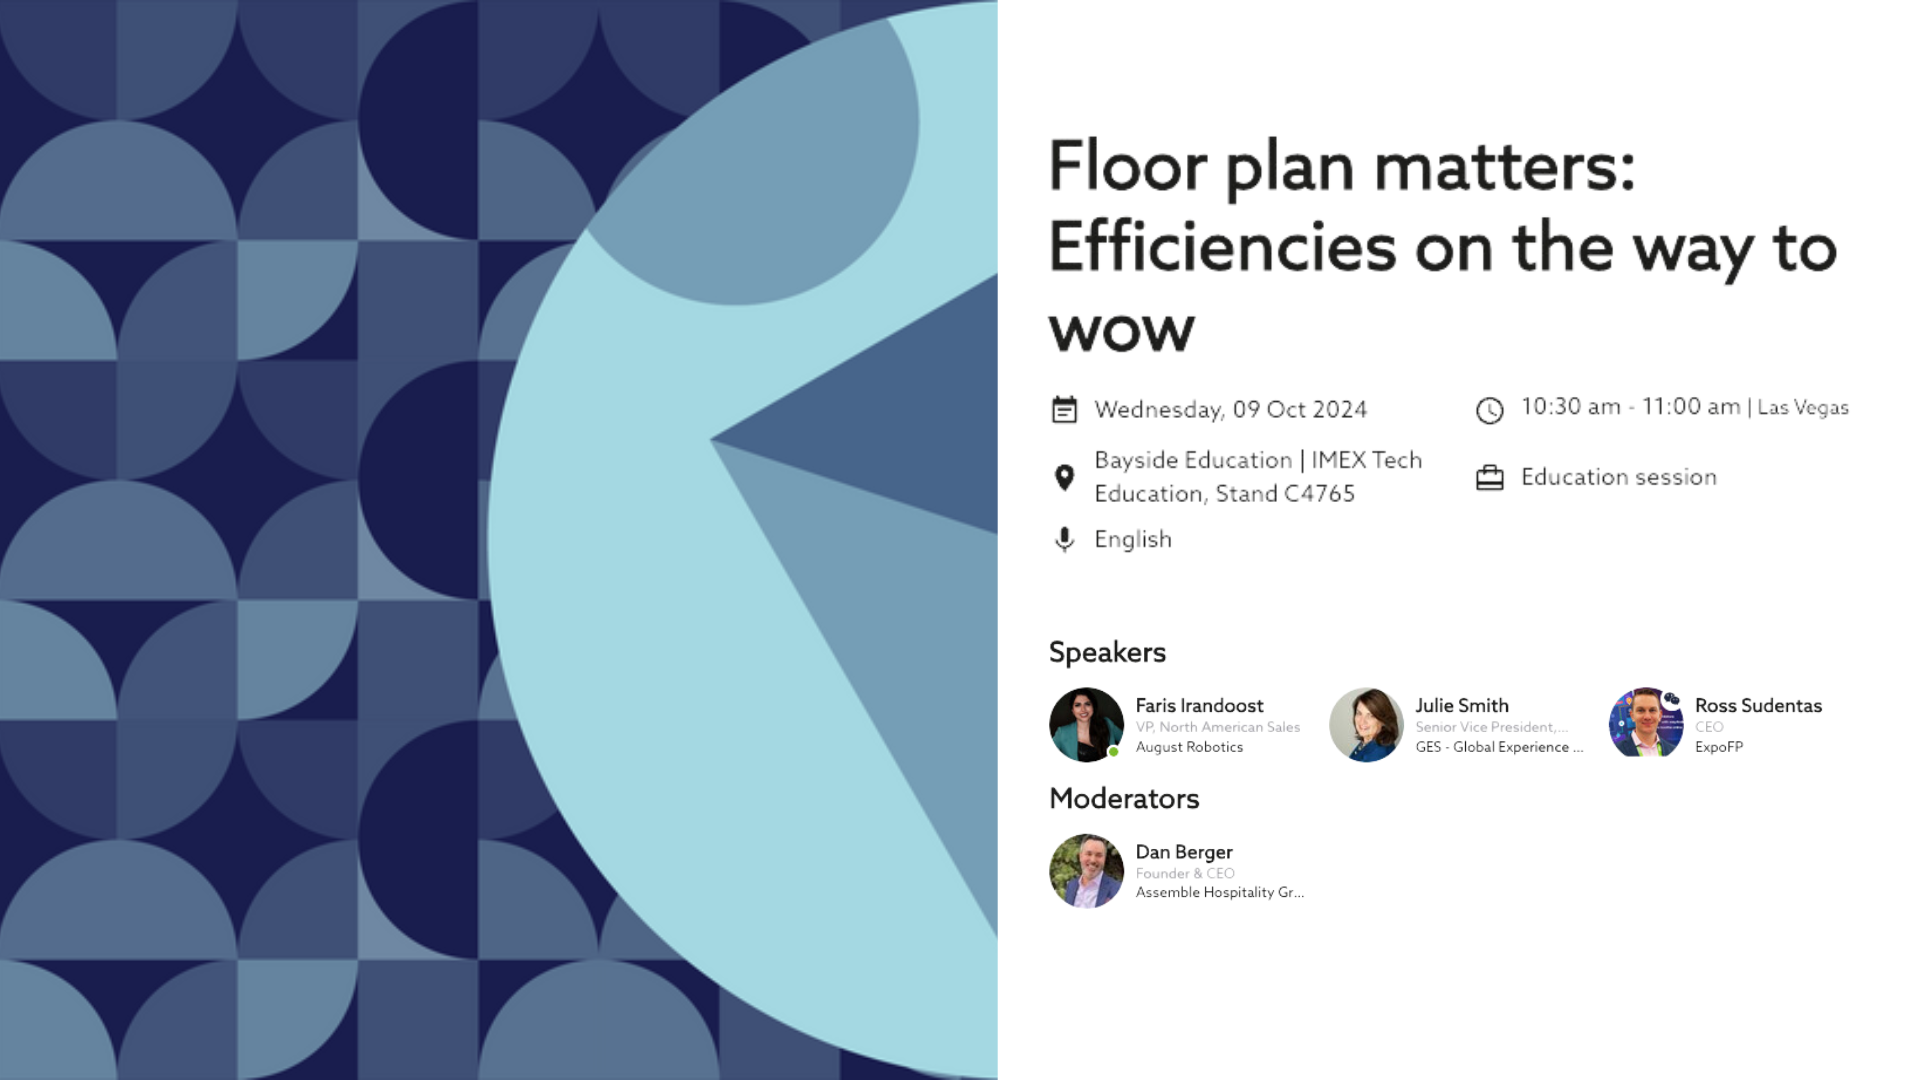 Floor plan matters:
Efficiencies on the way to
wow
Wednesday, 09 Oct 2024
10:30 am - 11:00 am | Las Vegas
Bayside Education | IMEX Tech
Education, Stand C4765
Education session
English
Speakers
Faris Irandoost
VP, North American Sales
August Robotics
Julie Smith
Senior Vice President,...
GES - Global Experience ...
Ross Sudentas
CEO
ExpoFP
Moderators
Dan Berger
Founder & CEO
Assemble Hospitality Gr...